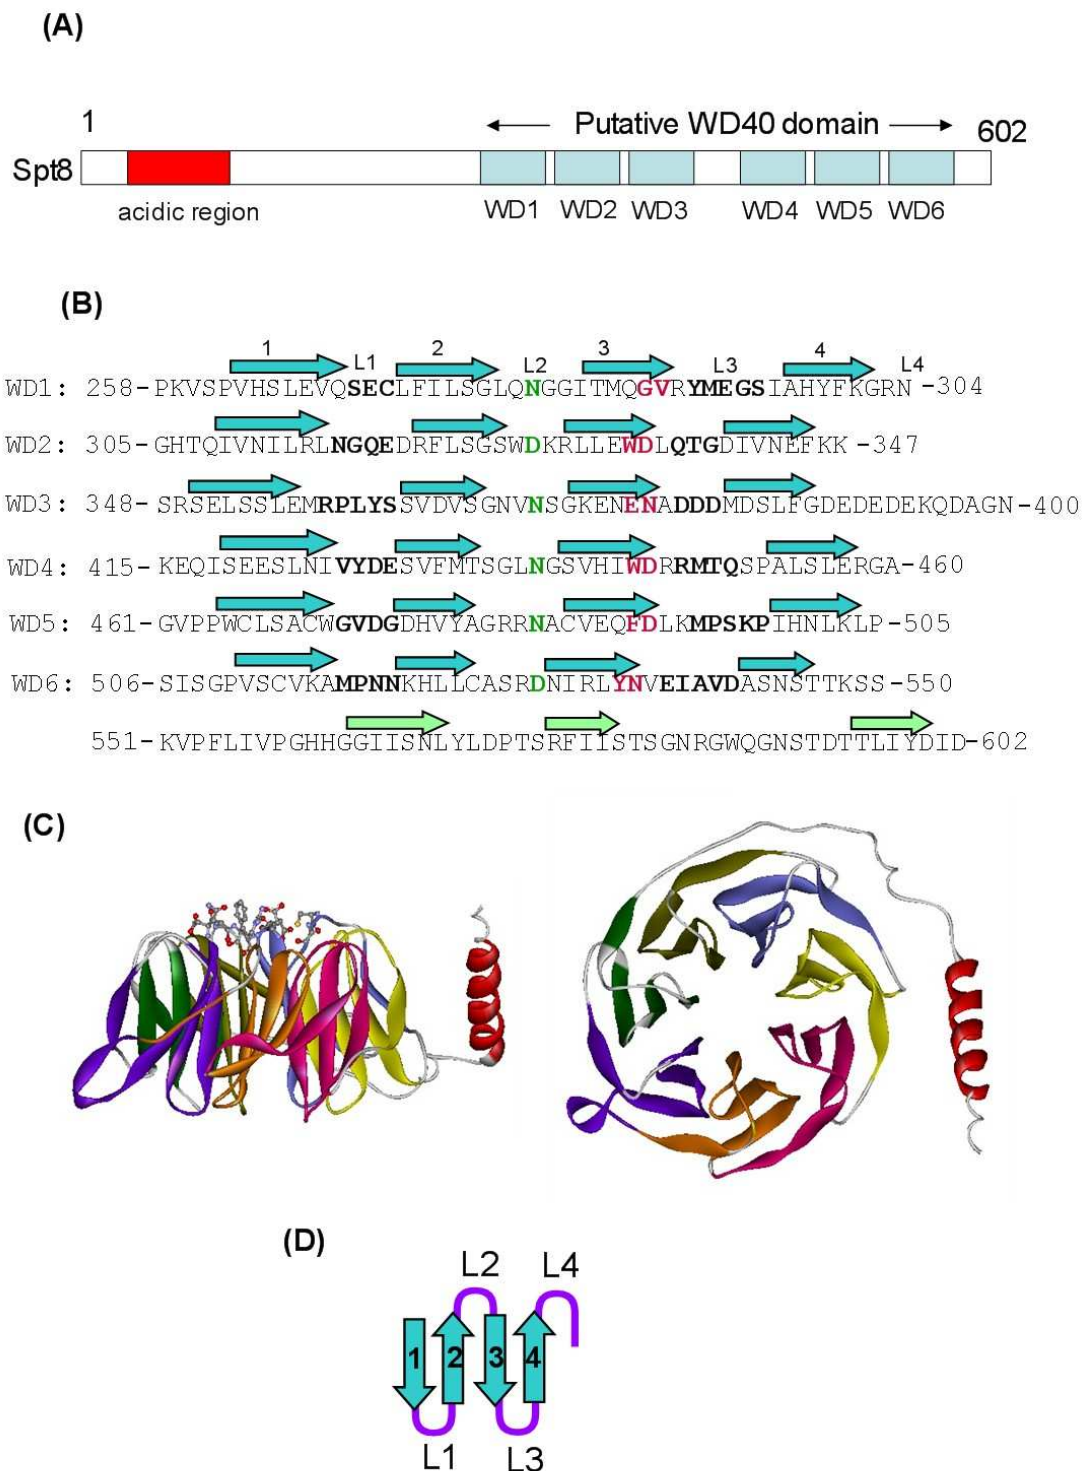 (A)
1
Putative WD40 domain
602
Spt8
acidic region
WD1 WD2 WD3 WD4 WD5 WD6
(B)
1 L1 2 L2 3 L3 4 L4
WD1: 258-PKVSPVHSLEVQSECLFILSGLQNGGITMQGVRYMEGSIAHYFKGRN -304
WD2: 305-GHTQIVNILRLNGQEDRFLSGSWDKRLLEWDLQTGDIVNEFKK -347
WD3: 348-SRSELSSLEMRPLYSSVDVSGNVNSGKENENADDDMDSLFGDEDEDEKQDAGN-400
WD4: 415-KEQISEESLNIVYDESVFMTSGLNGSVHIWDRRMTQSPALSLERGA-460
WD5: 461-GVPPWCLSACWGVDGDHVYAGRRNACVEQFDLKMPSKPIHNLKLP-505
WD6: 506-SISGPVSCVKAMPNNKHLLCASRDNIRLYNVEIAVDASNSTTKSS-550
551-KVPFLIVPGHHGGIISNLYLDPTSRFIISTSGNRGWQGNSTDTTLIYDID-602
(C)
(D)
L2 L4
1 2 3 4
L1 L3